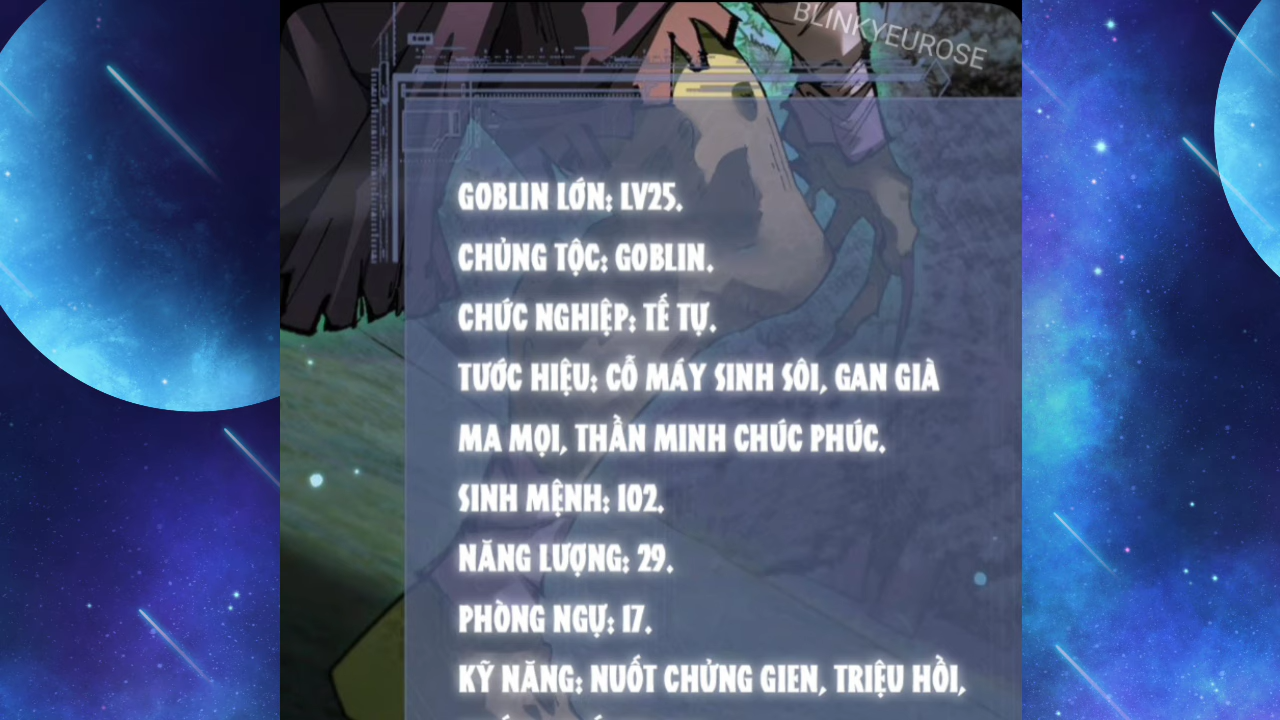 BLINKYEUROSE
GOBLIN LỚN: LV25.
CHỦNG TỘC: GOBLIN.
CHỨC NGHIỆP: TẾ TỰ.
TƯỚC HIỆU: CỖ MÁY SINH SÔI, GAN GIÀ
MA MỌI, THẦN MINH CHÚC PHÚC.
SINH MỆNH: 102.
NĂNG LƯỢNG: 29.
PHÒNG NGỰ: 17.
KỸ NĂNG: NUỐT CHỬNG GIEN, TRIỆU HỒI,